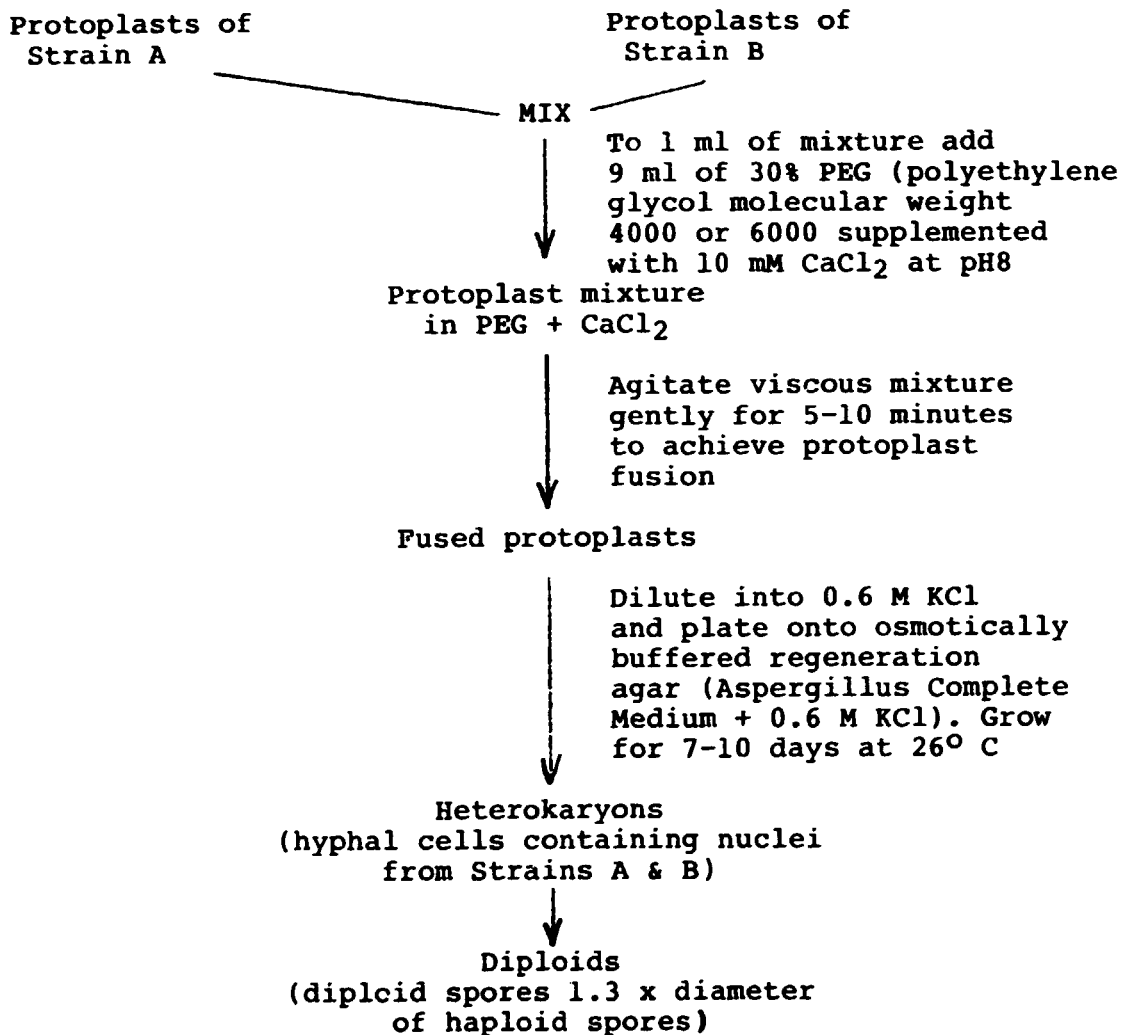 Protoplasts of
Strain A
Protoplasts of
Strain B
MIX
To 1 ml of mixture add
9 ml of 30% PEG (polyethylene
glycol molecular weight
4000 or 6000 supplemented
with 10 mM CaCl2 at pH8
Protoplast mixture
in PEG + CaCl2
Agitate viscous mixture
gently for 5-10 minutes
to achieve protoplast
fusion
Fused protoplasts
Dilute into 0.6 M KCl
and plate onto osmotically
buffered regeneration
agar (Aspergillus Complete
Medium + 0.6 M KCl). Grow
for 7-10 days at 26° C
Heterokaryons
(hyphal cells containing nuclei
from Strains A & B)
Diploids
(diplcid spores 1.3 x diameter
of haploid spores)